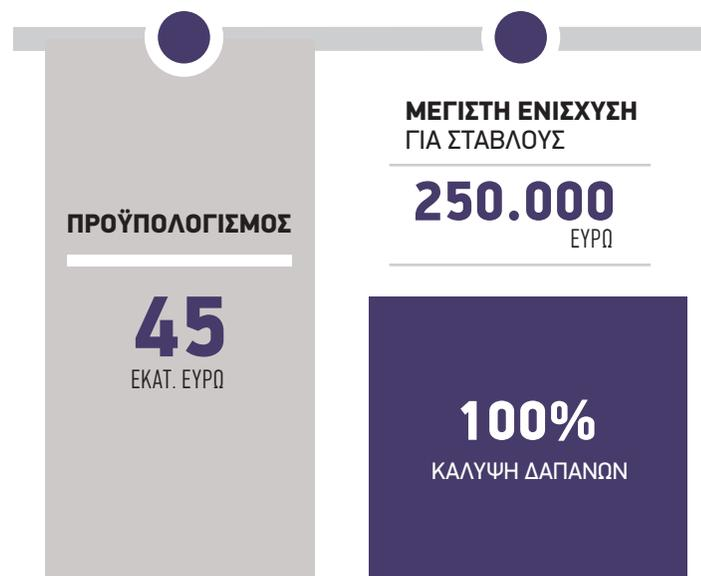 ΠΡΟΫΠΟΛΟΓΙΣΜΟΣ
45
ΕΚΑΤ. ΕΥΡΩ
ΜΕΓΙΣΤΗ ΕΝΙΣΧΥΣΗ
ΓΙΑ ΣΤΑΒΛΟΥΣ
250.000
ΕΥΡΩ
100%
ΚΑΛΥΨΗ ΔΑΠΑΝΩΝ